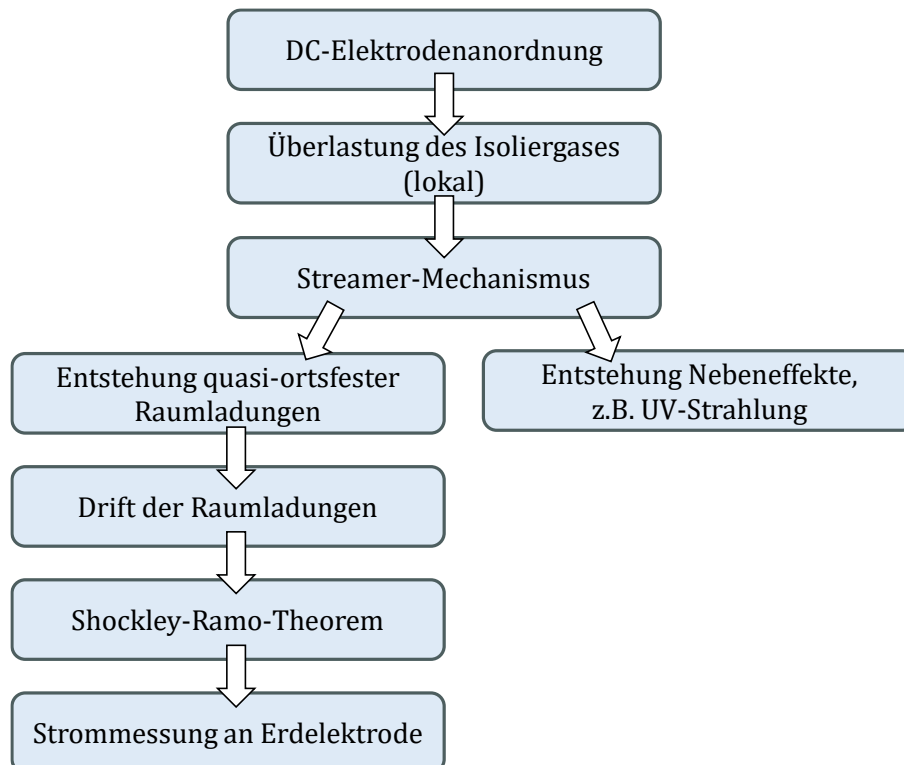 DC-Elektrodenanordnung
Überlastung des Isoliergases
(lokal)
Streamer-Mechanismus
Entstehung quasi-ortsfester
Raumladungen
Entstehung Nebeneffekte,
z.B. UV-Strahlung
Drift der Raumladungen
Shockley-Ramo-Theorem
Strommessung an Erdelektrode